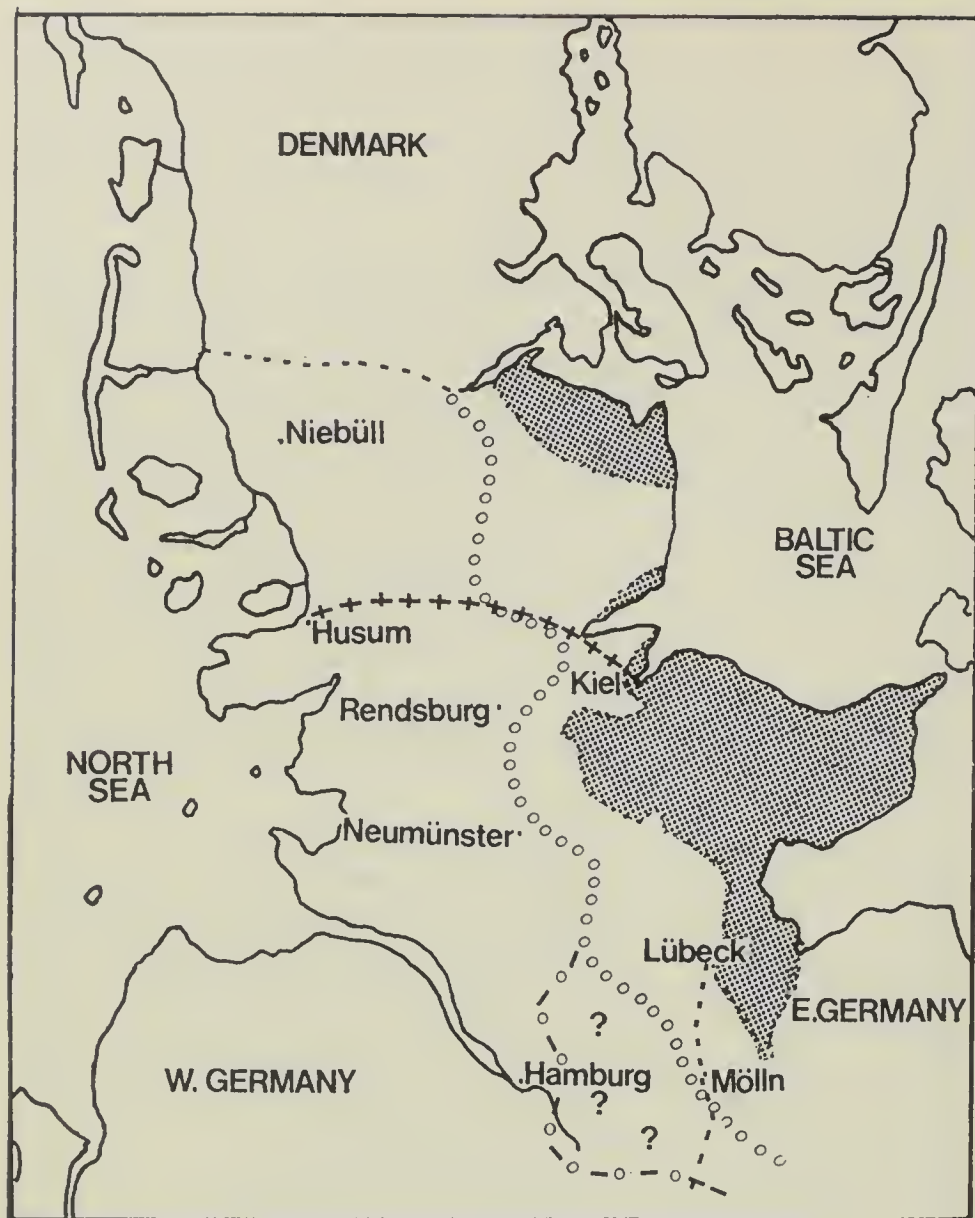 DENMARK
.Niebüll
BALTIC
SEA
Husum
Kiel
Rendsburg
NORTH
SEA
Neumünster
Lübeck
E.GERMANY
?
W. GERMANY
.Hamburg
Mölln
?
?